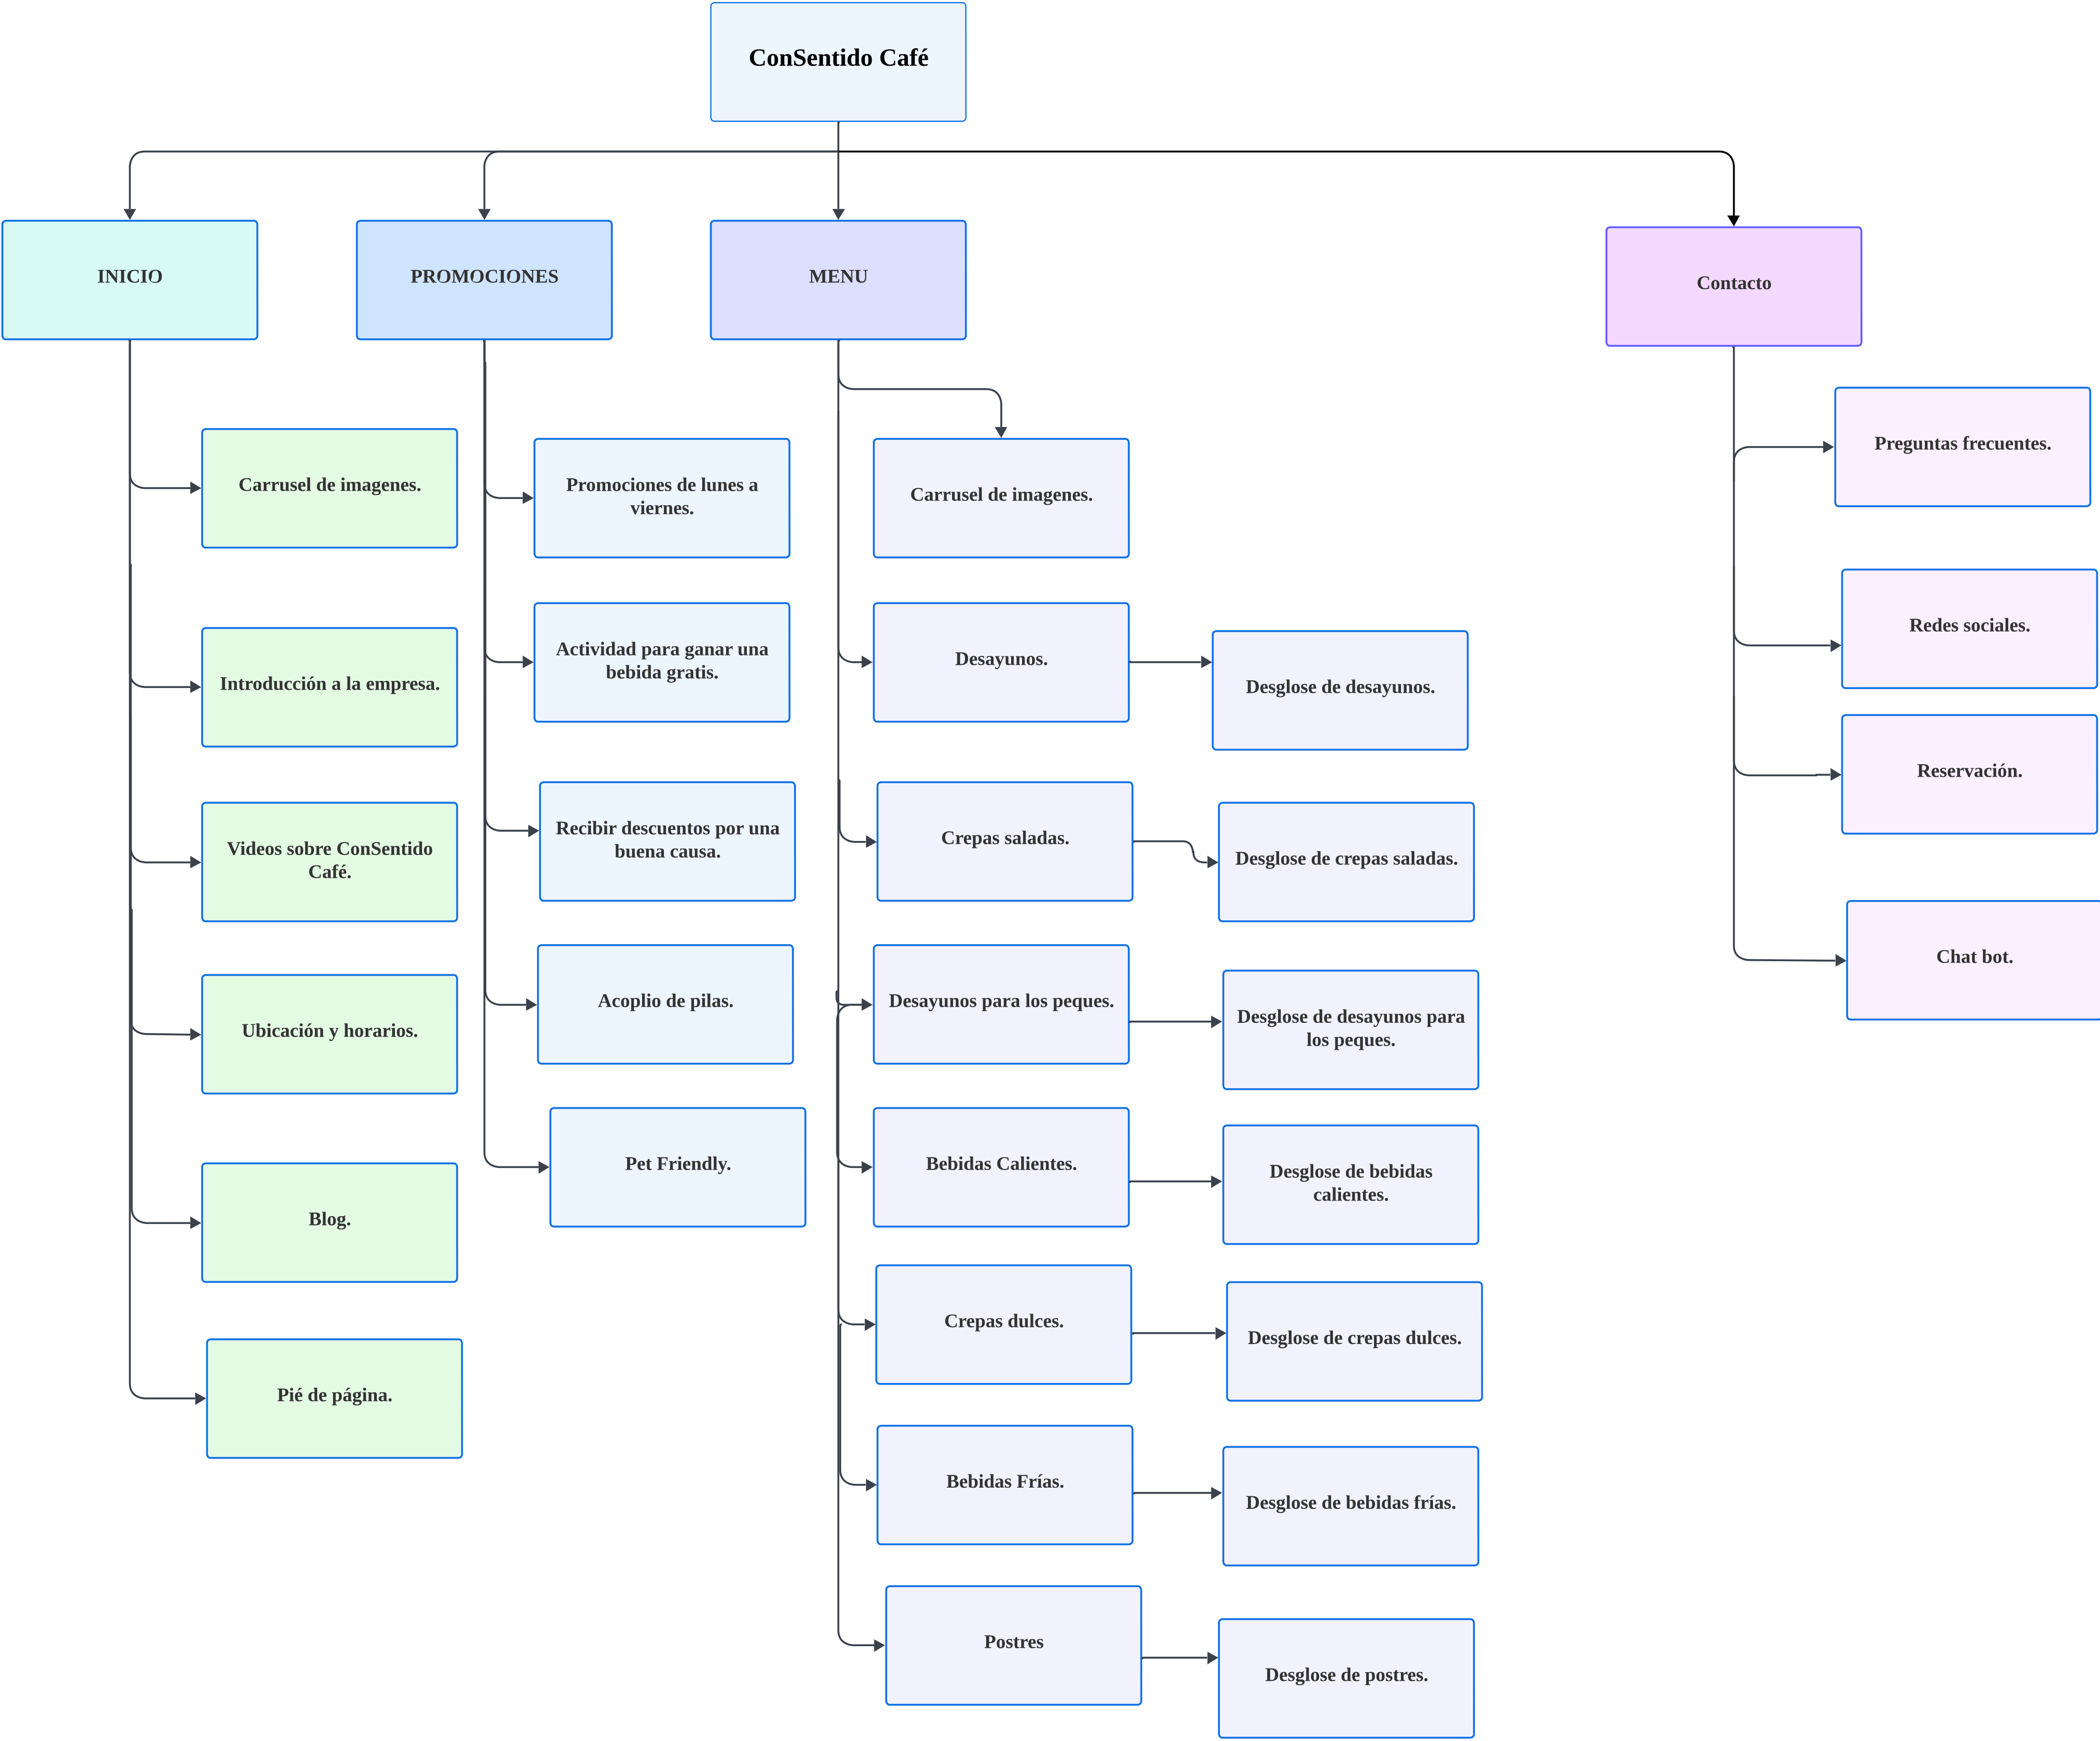 ConSentido Café
INICIO
PROMOCIONES
MENU
Contacto
Carrusel de imagenes.
Introducción a la empresa.
Videos sobre ConSentido
Café.
Ubicación y horarios.
Blog.
Pié de página.
Promociones de lunes a
viernes.
Actividad para ganar una
bebida gratis.
Recibir descuentos por una
buena causa.
Acoplio de pilas.
Pet Friendly.
Carrusel de imagenes.
Desayunos.
Desglose de desayunos.
Crepas saladas.
Desglose de crepas saladas.
Desayunos para los peques.
Desglose de desayunos para
los peques.
Bebidas Calientes.
Desglose de bebidas
calientes.
Crepas dulces.
Desglose de crepas dulces.
Bebidas Frías.
Desglose de bebidas frías.
Postres
Desglose de postres.
Preguntas frecuentes.
Redes sociales.
Reservación.
Chat bot.